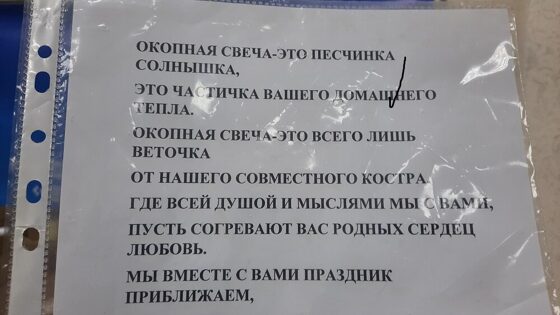 ОКОПНАЯ СВЕЧА-ЭТО ПЕСЧИНКА
СОЛНЫШКА,
ЭТО ЧАСТИЧКА ВАШЕГО ДОМАШНЕГО
ТЕПЛА.
ОКОПНАЯ СВЕЧА-ЭТО ВСЕГО ЛИШЬ
ВЕТОЧКА
ОТ НАШЕГО СОВМЕСТНОГО КОСТРА.
ГДЕ ВСЕЙ ДУШОЙ И МЫСЛЯМИ МЫ С ВАМИ,
ПУСТЬ СОГРЕВАЮТ ВАС РОДНЫХ СЕРДЕЦ
ЛЮБОВЬ.
МЫ ВМЕСТЕ С ВАМИ ПРАЗДНИК
ПРИБЛИЖАЕМ,